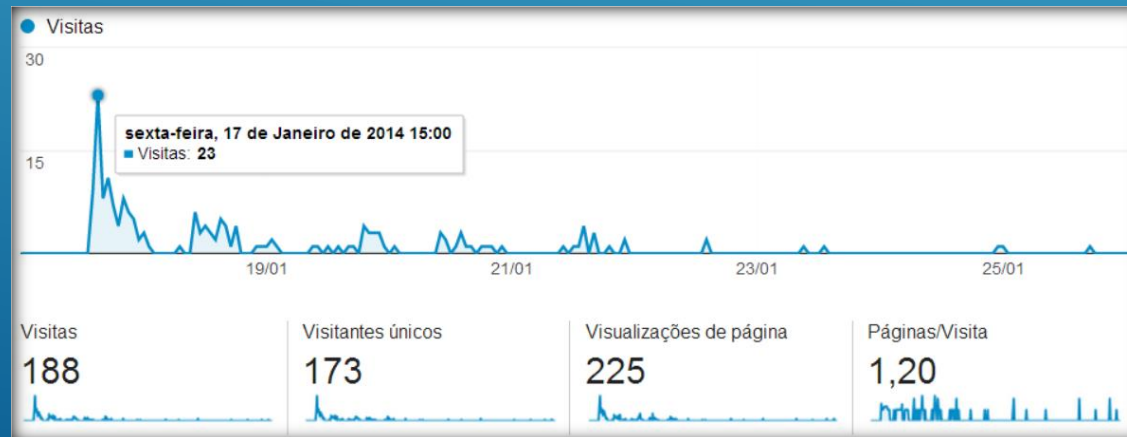 Visitas
30
sexta-feira, 17 de Janeiro de 2014 15:00
Visitas: 23
15
19/01 21/01 23/01 25/01
Visitas Visitantes únicos Visualizações de página Páginas/Visita
188 173 225 1,20